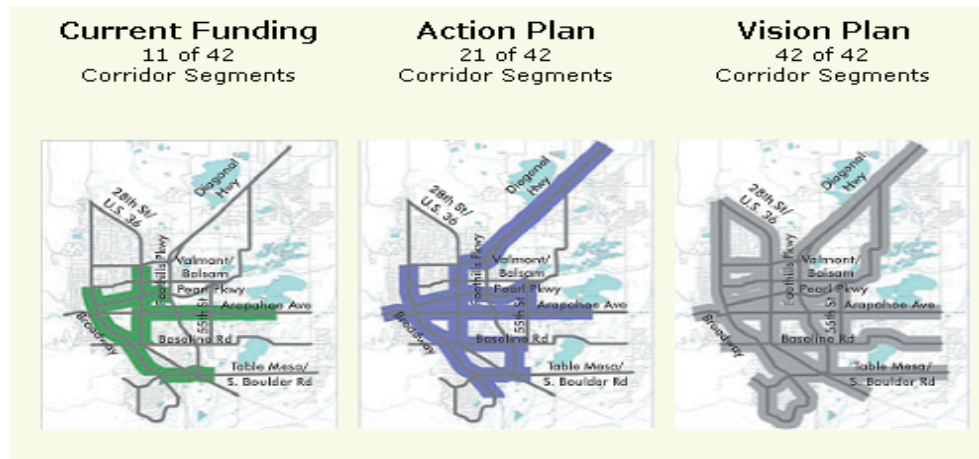 Current Funding
11 of 42
Corridor Segments
Action Plan
21 of 42
Corridor Segments
Vision Plan
42 of 42
Corridor Segments
Diagonal
Hwy
28th St/
U.S. 36
Foothills Pkwy
Valmont/
Balsam
Pearl Pkwy
55th St
Arapahoe Ave
Broadway
Baseline Rd
Table Mesa/
S. Boulder Rd
Diagonal
Hwy
28th St/
U.S. 36
Foothills Pkwy
Valmont/
Balsam
Pearl Pkwy
55th St
Arapahoe Ave
Broadway
Baseline Rd
Table Mesa/
S. Boulder Rd
Diagonal
Hwy
28th St/
U.S. 36
Foothills Pkwy
Valmont/
Balsam
Pearl Pkwy
55th St
Arapahoe Ave
Broadway
Baseline Rd
Table Mesa/
S. Boulder Rd